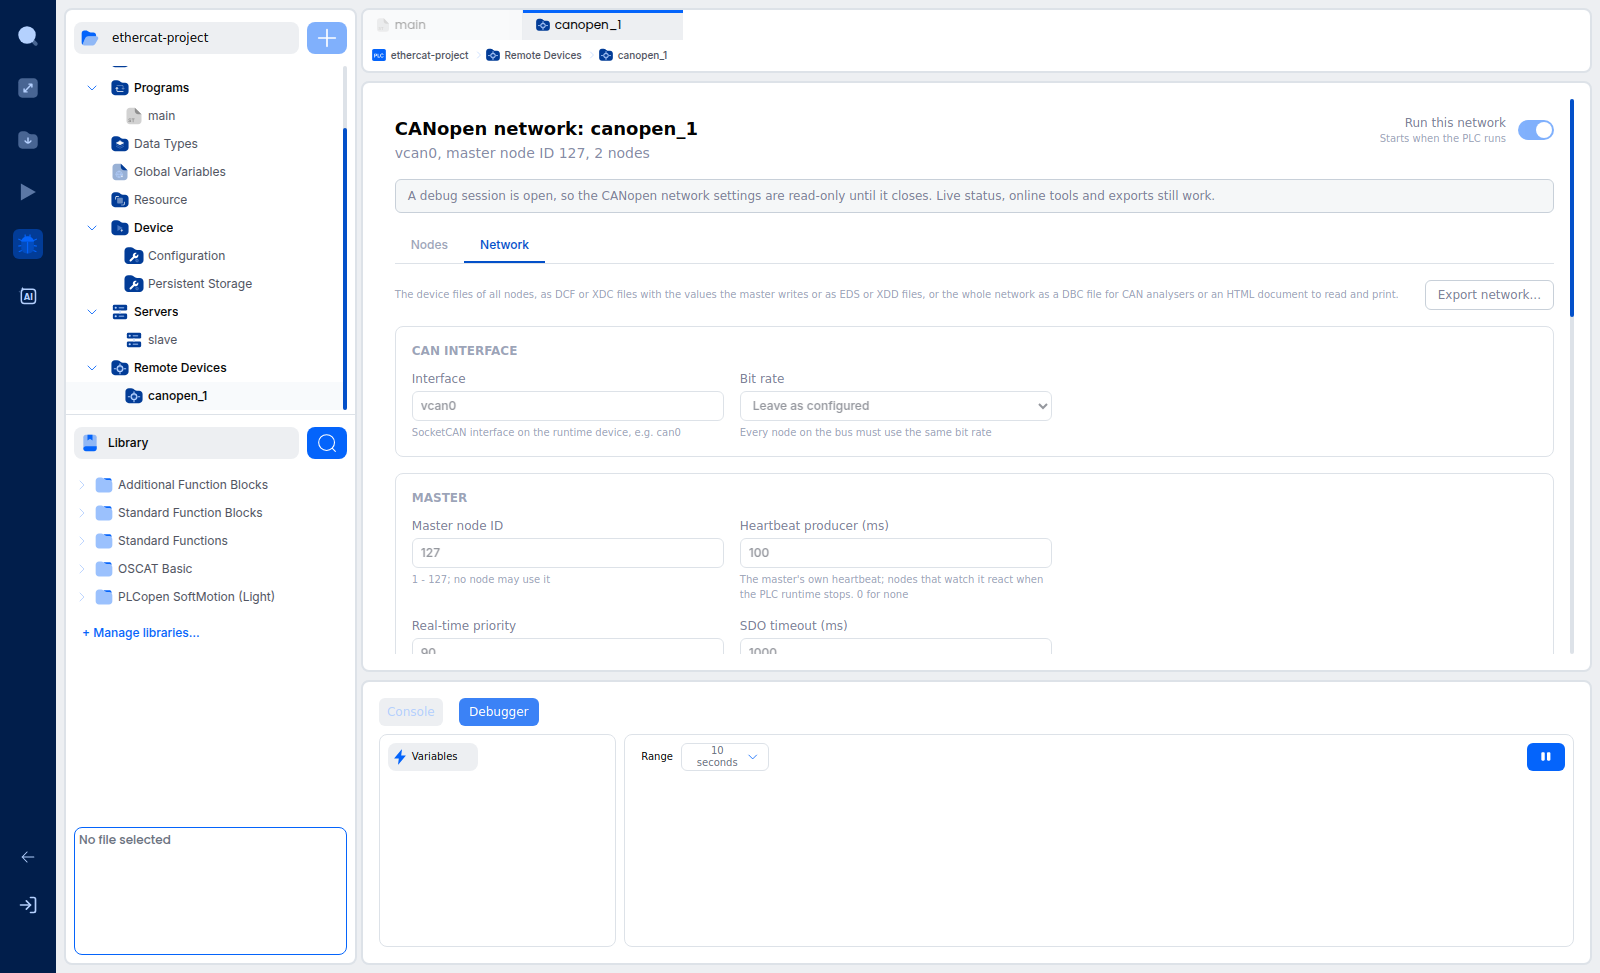 ethercat-project
Programs
main
Data Types
Global Variables
Resource
Device
Configuration
Persistent Storage
Servers
slave
Remote Devices
canopen_1
Library
Additional Function Blocks
Standard Function Blocks
Standard Functions
OSCAT Basic
PLCopen SoftMotion (Light)
+ Manage libraries...
No file selected
AI
main
canopen_1
PLC ethercat-project
Remote Devices
canopen_1
CANopen network: canopen_1
vcan0, master node ID 127, 2 nodes
Run this network
Starts when the PLC runs
A debug session is open, so the CANopen network settings are read-only until it closes. Live status, online tools and exports still work.
Nodes
Network
The device files of all nodes, as DCF or XDC files with the values the master writes or as EDS or XDD files, or the whole network as a DBC file for CAN analysers or an HTML document to read and print.
Export network...
CAN INTERFACE
Interface
Bit rate
vcan0
Leave as configured
SocketCAN interface on the runtime device, e.g. can0
Every node on the bus must use the same bit rate
MASTER
Master node ID
Heartbeat producer (ms)
127
100
1 - 127; no node may use it
The master's own heartbeat; nodes that watch it react when
the PLC runtime stops. 0 for none
Real-time priority
SDO timeout (ms)
90
1000
Console
Debugger
Variables
Range
10
seconds